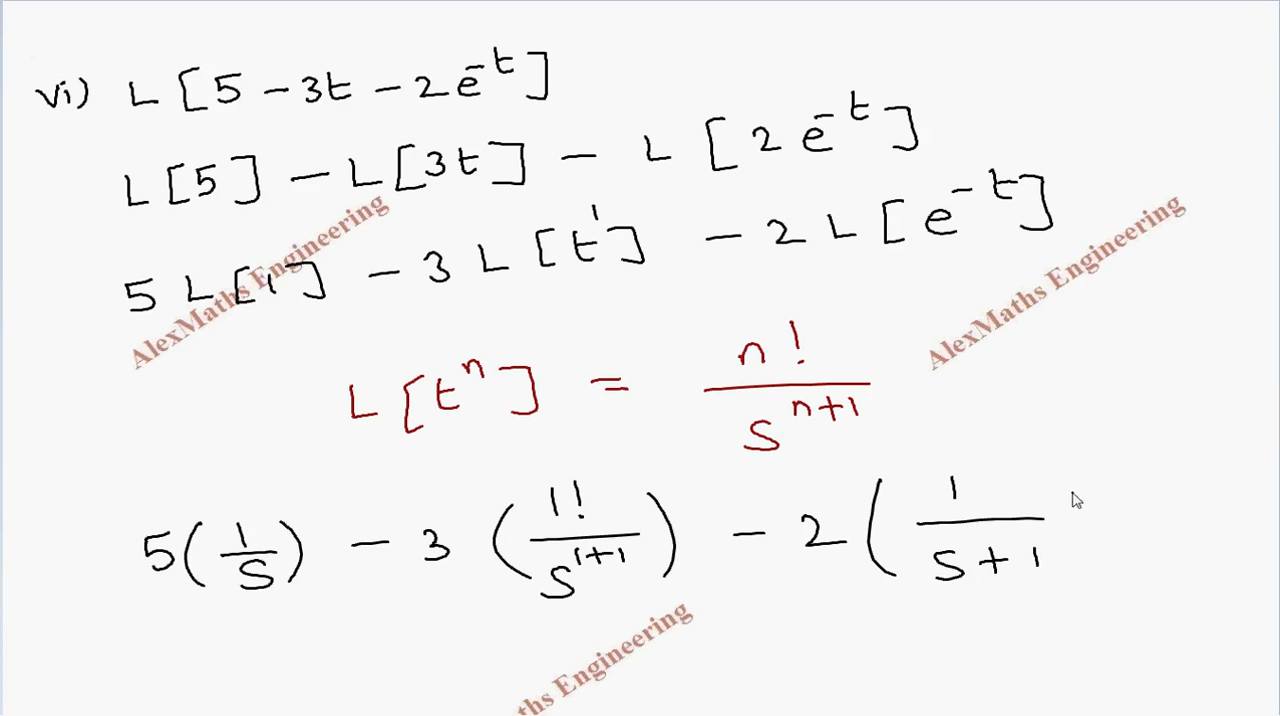 vi) L[5 - 3t - 2e^-t]
L[5] - L[3t] - L[2e^-t]
5 L[1] - 3 L[t^1] - 2 L[e^-t]
AlexMaths Engineering
AlexMaths Engineering
L[t^n] = n! / s^n+1
5(1/s) - 3(1!/s^1+1) - 2(1/s+1
ths Engineering